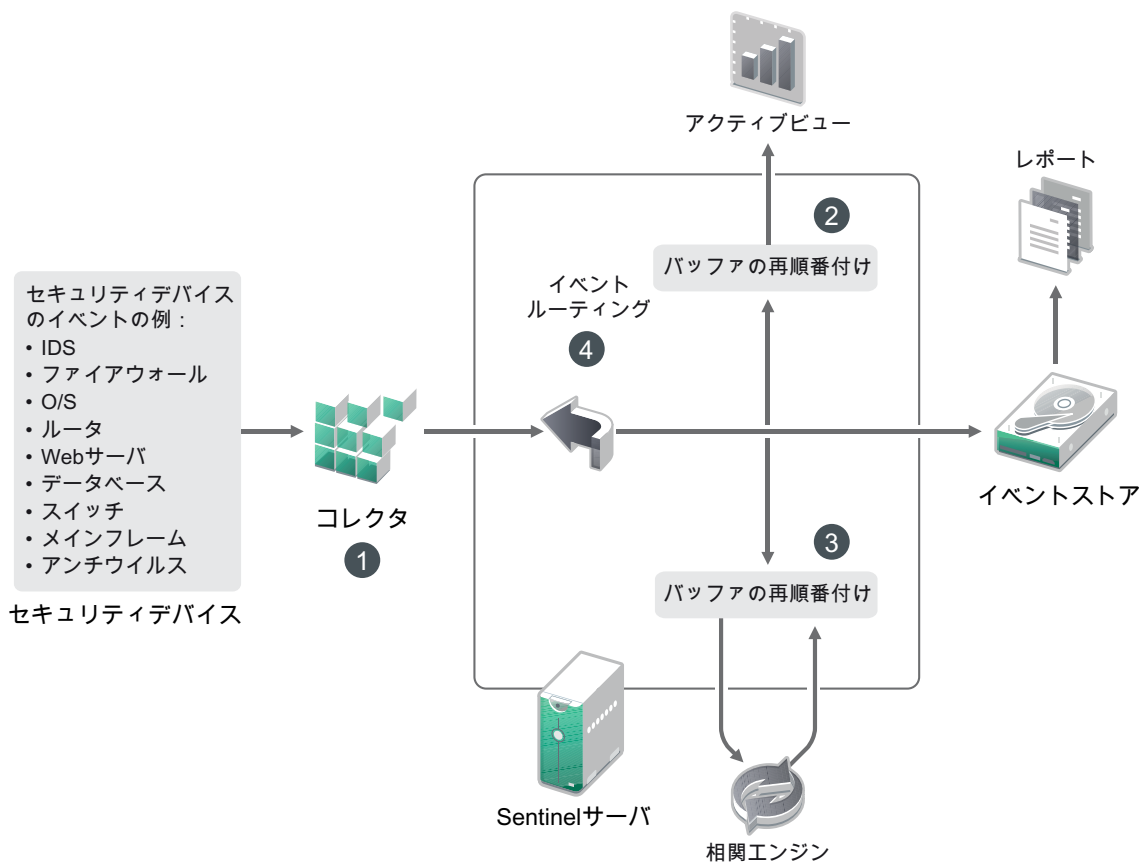 アクティブビュー
レポート
2
バッファの再順番付け
イベント
ルーティング
4
セキュリティデバイス
のイベントの例：
• IDS
• ファイアウォール
• O/S
• ルータ
• Webサーバ
• データベース
• スイッチ
• メインフレーム
• アンチウイルス
セキュリティデバイス
コレクタ
1
イベントストア
3
バッファの再順番付け
Sentinelサーバ
相関エンジン